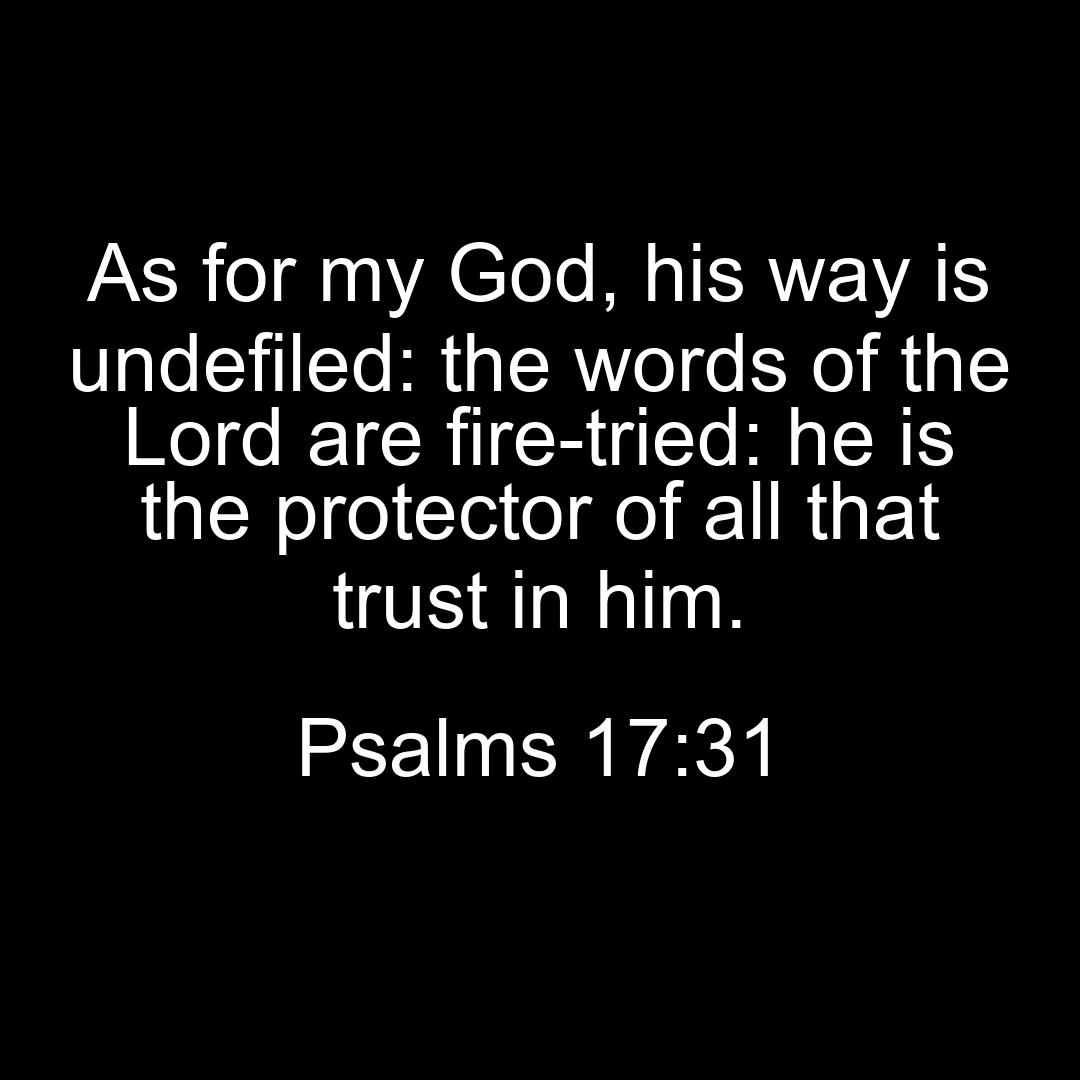 As for my God, his way is
undefiled: the words of the
Lord are fire-tried: he is
the protector of all that
trust in him.
Psalms 17:31